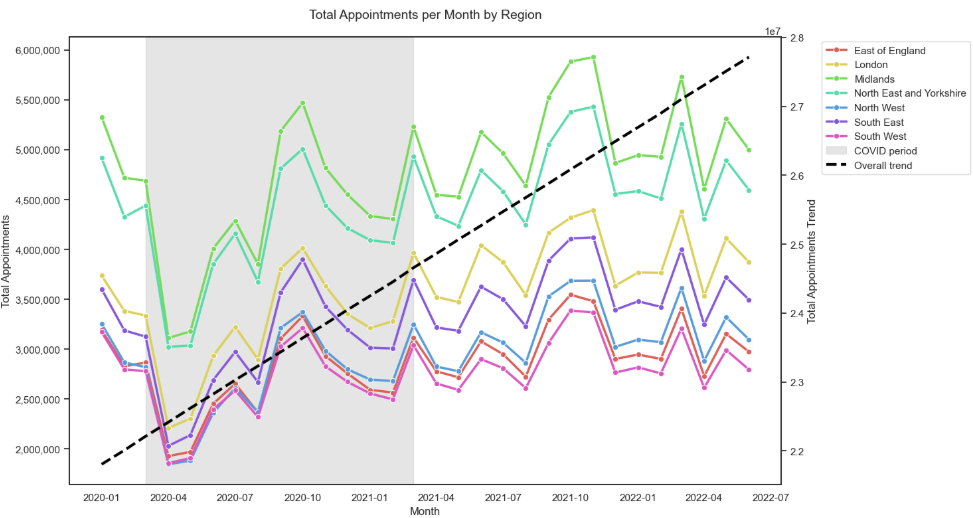 Total Appointments per Month by Region
1e7
6,000,000
5,500,000
5,000,000
4,500,000
4,000,000
3,500,000
3,000,000
2,500,000
2,000,000
Total Appointments
2.8
2.7
2.6
2.5
2.4
2.3
2.2
Total Appointments Trend
2020-01
2020-04
2020-07
2020-10
2021-01
2021-04
2021-07
2021-10
2022-01
2022-04
2022-07
Month
East of England
London
Midlands
North East and Yorkshire
North West
South East
South West
COVID period
Overall trend